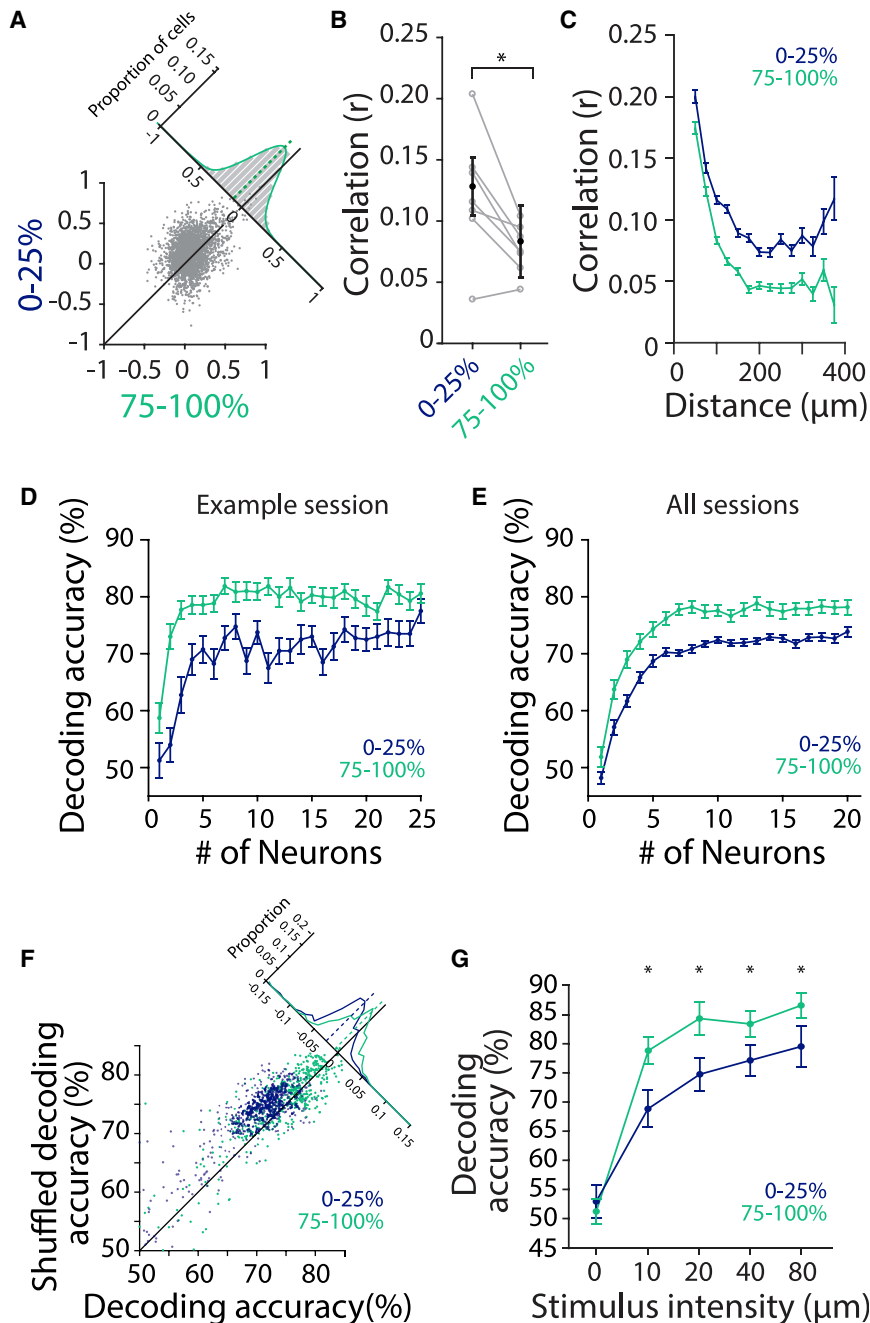 A
Proportion of cells
0.15
0.10
0.05
0
-1
0.5
0
0.5
1
0-25%
1
0.5
0
-0.5
-1
-1 -0.5 0 0.5 1
75-100%
B
*
Correlation (r)
0.25
0.20
0.15
0.10
0.05
0
0-25%
75-100%
C
Correlation (r)
0.25
0.20
0.15
0.10
0.05
0
0-25%
75-100%
0 200 400
Distance (µm)
D
Example session
Decoding accuracy (%)
90
80
70
60
50
0-25%
75-100%
0 5 10 15 20 25
# of Neurons
E
All sessions
Decoding accuracy (%)
90
80
70
60
50
0-25%
75-100%
0 5 10 15 20
# of Neurons
F
Proportion
0.2
0.15
0.1
0.05
0
-0.15
-0.1
-0.05
0
0.05
0.1
0.15
Shuffled decoding
accuracy (%)
80
70
60
50
0-25%
75-100%
50 60 70 80
Decoding accuracy(%)
G
* * * *
Decoding
accuracy (%)
90
85
80
75
70
65
60
55
50
45
0-25%
75-100%
0 10 20 40 80
Stimulus intensity (µm)